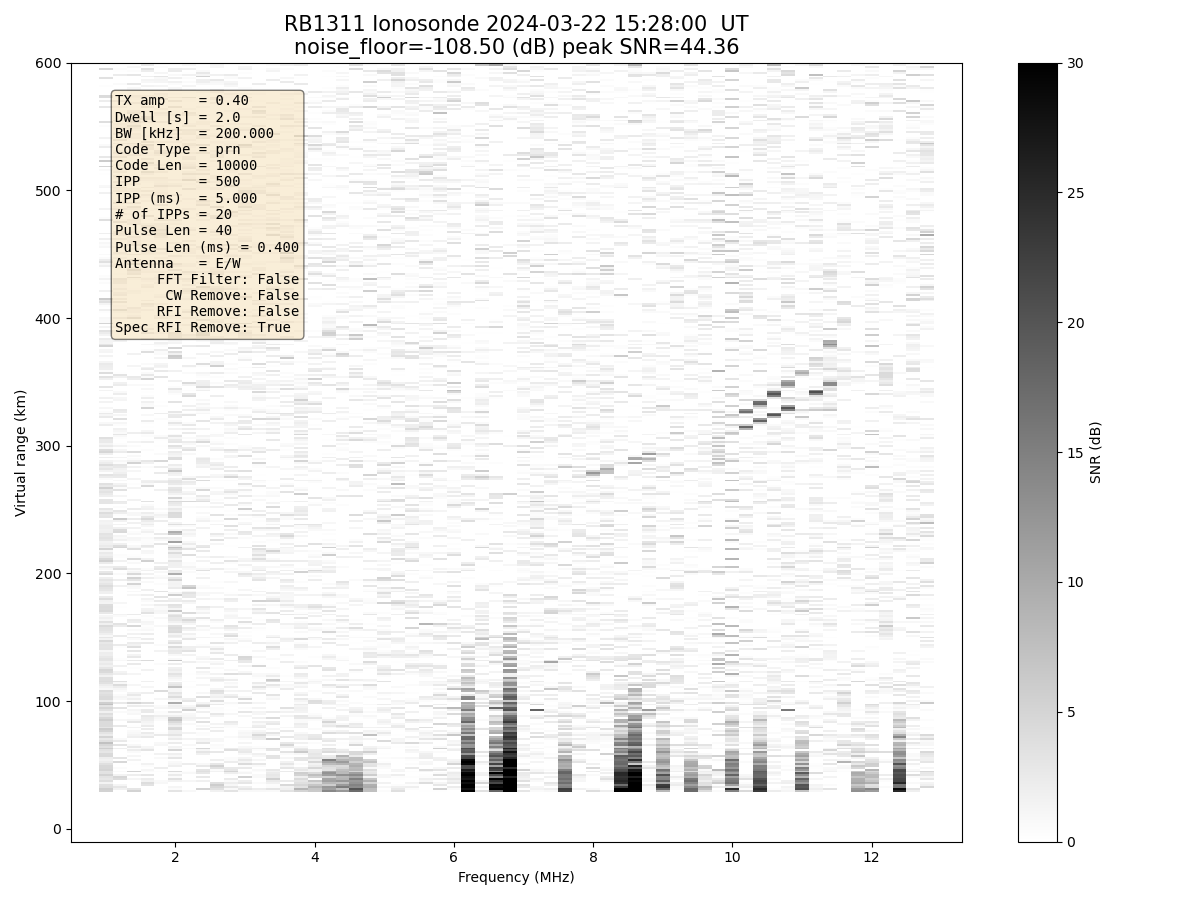 RB1311 Ionosonde 2024-03-22 15:28:00  UT
noise_floor=-108.50 (dB) peak SNR=44.36
600
500
400
300
200
100
0
Virtual range (km)
TX amp    = 0.40
Dwell [s] = 2.0
BW [kHz]  = 200.000
Code Type = prn
Code Len  = 10000
IPP       = 500
IPP (ms)  = 5.000
# of IPPs = 20
Pulse Len = 40
Pulse Len (ms) = 0.400
Antenna   = E/W
FFT Filter: False
CW Remove: False
RFI Remove: False
Spec RFI Remove: True
2 4 6 8 10 12
Frequency (MHz)
30
25
20
15
10
5
0
SNR (dB)